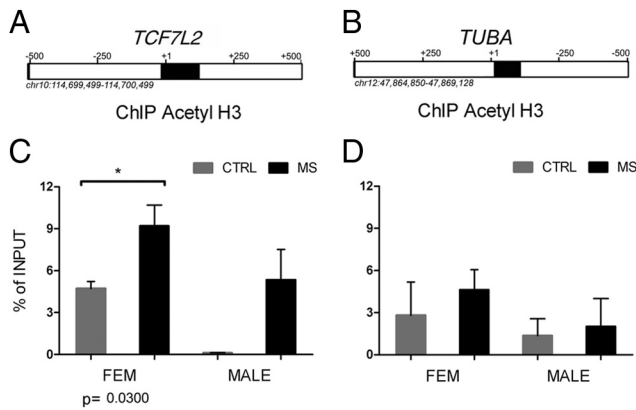 A
TCF7L2
-500 -250 +1 +250 +500
chr10:114,699,499-114,700,499
ChIP Acetyl H3
B
TUBA
+500 -250 +1 +250 -500
chr12:47,864,850-47,869,128
ChIP Acetyl H3
C
CTRL MS
*
% of INPUT
12
9
6
3
0
FEM MALE
p= 0.0300
D
CTRL MS
12
9
6
3
0
FEM MALE